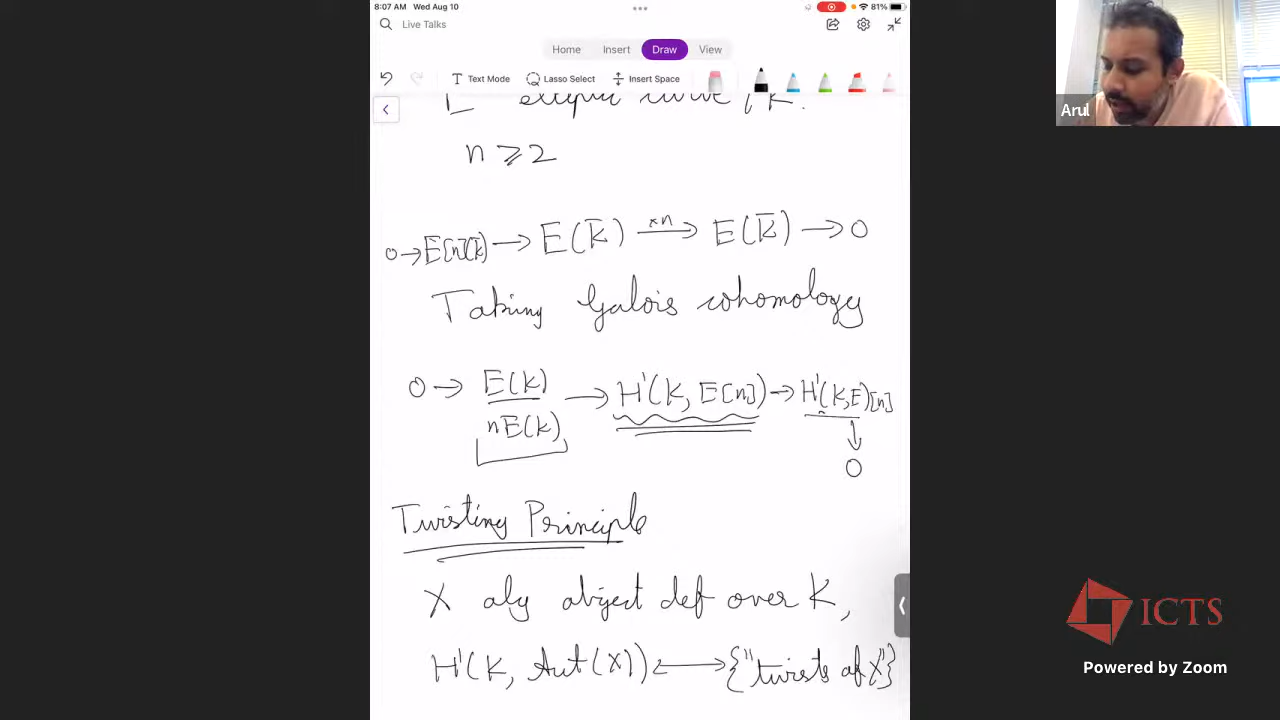 8:07 AM Wed Aug 10
81%
Live Talks
Home Insert Draw View
Text Mode Lasso Select Insert Space
E elliptic curve / K.
n ⩾ 2
0 → E[n](K̄) → E(K̄) —×n→ E(K̄) → 0
Taking Galois cohomology
0 → E(K)/nE(K) → H¹(K, E[n]) → H¹(K,E)[n]
↓
0
Twisting Principle
X alg object def over K,
H¹(K, Aut(X)) ⟷ {"twists of X"}
Arul
ICTS
Powered by Zoom